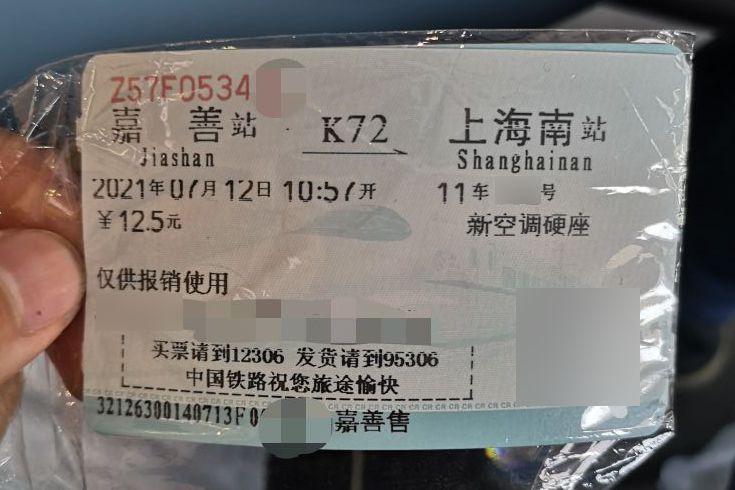 Z57F0534
嘉 善站 K72 上海南站
Jiashan Shanghainan
2021年07月12日 10:57开 11车 号
￥12.5元 新空调硬座
仅供报销使用
买票请到12306 发货请到95306
中国铁路祝您旅途愉快
32126300140713F0 嘉善售